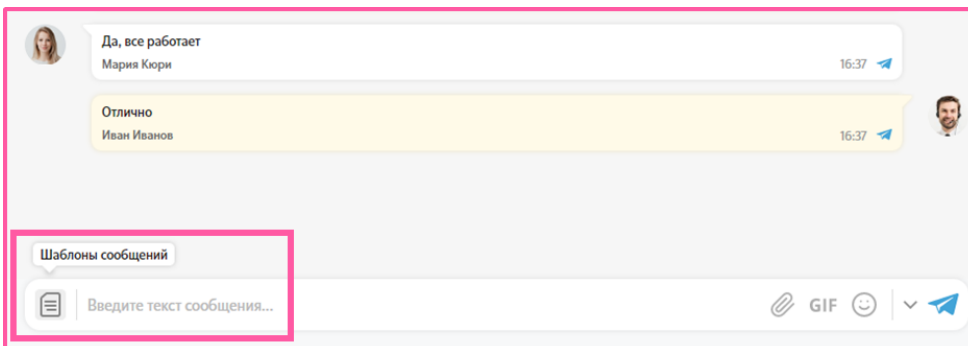 Да, все работает
Мария Кюри
16:37
Отлично
Иван Иванов
16:37
Шаблоны сообщений
Введите текст сообщения...
GIF